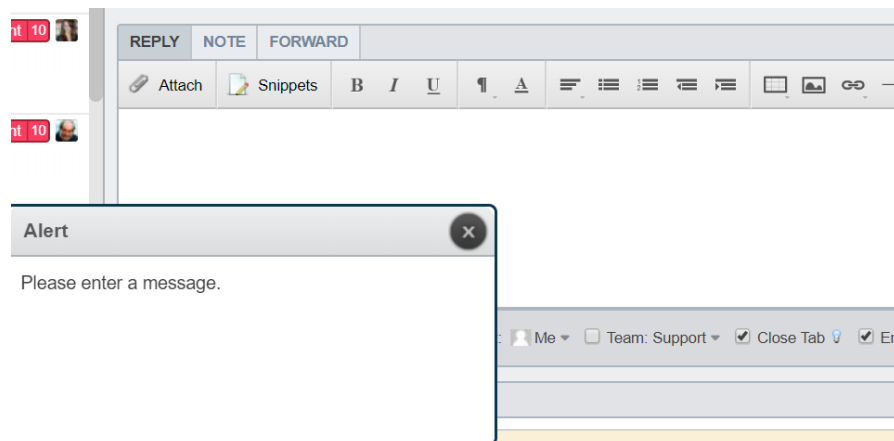 nt 10
REPLY NOTE FORWARD
Attach Snippets B I U ¶ A
nt 10
Alert
Please enter a message.
: Me Team: Support Close Tab